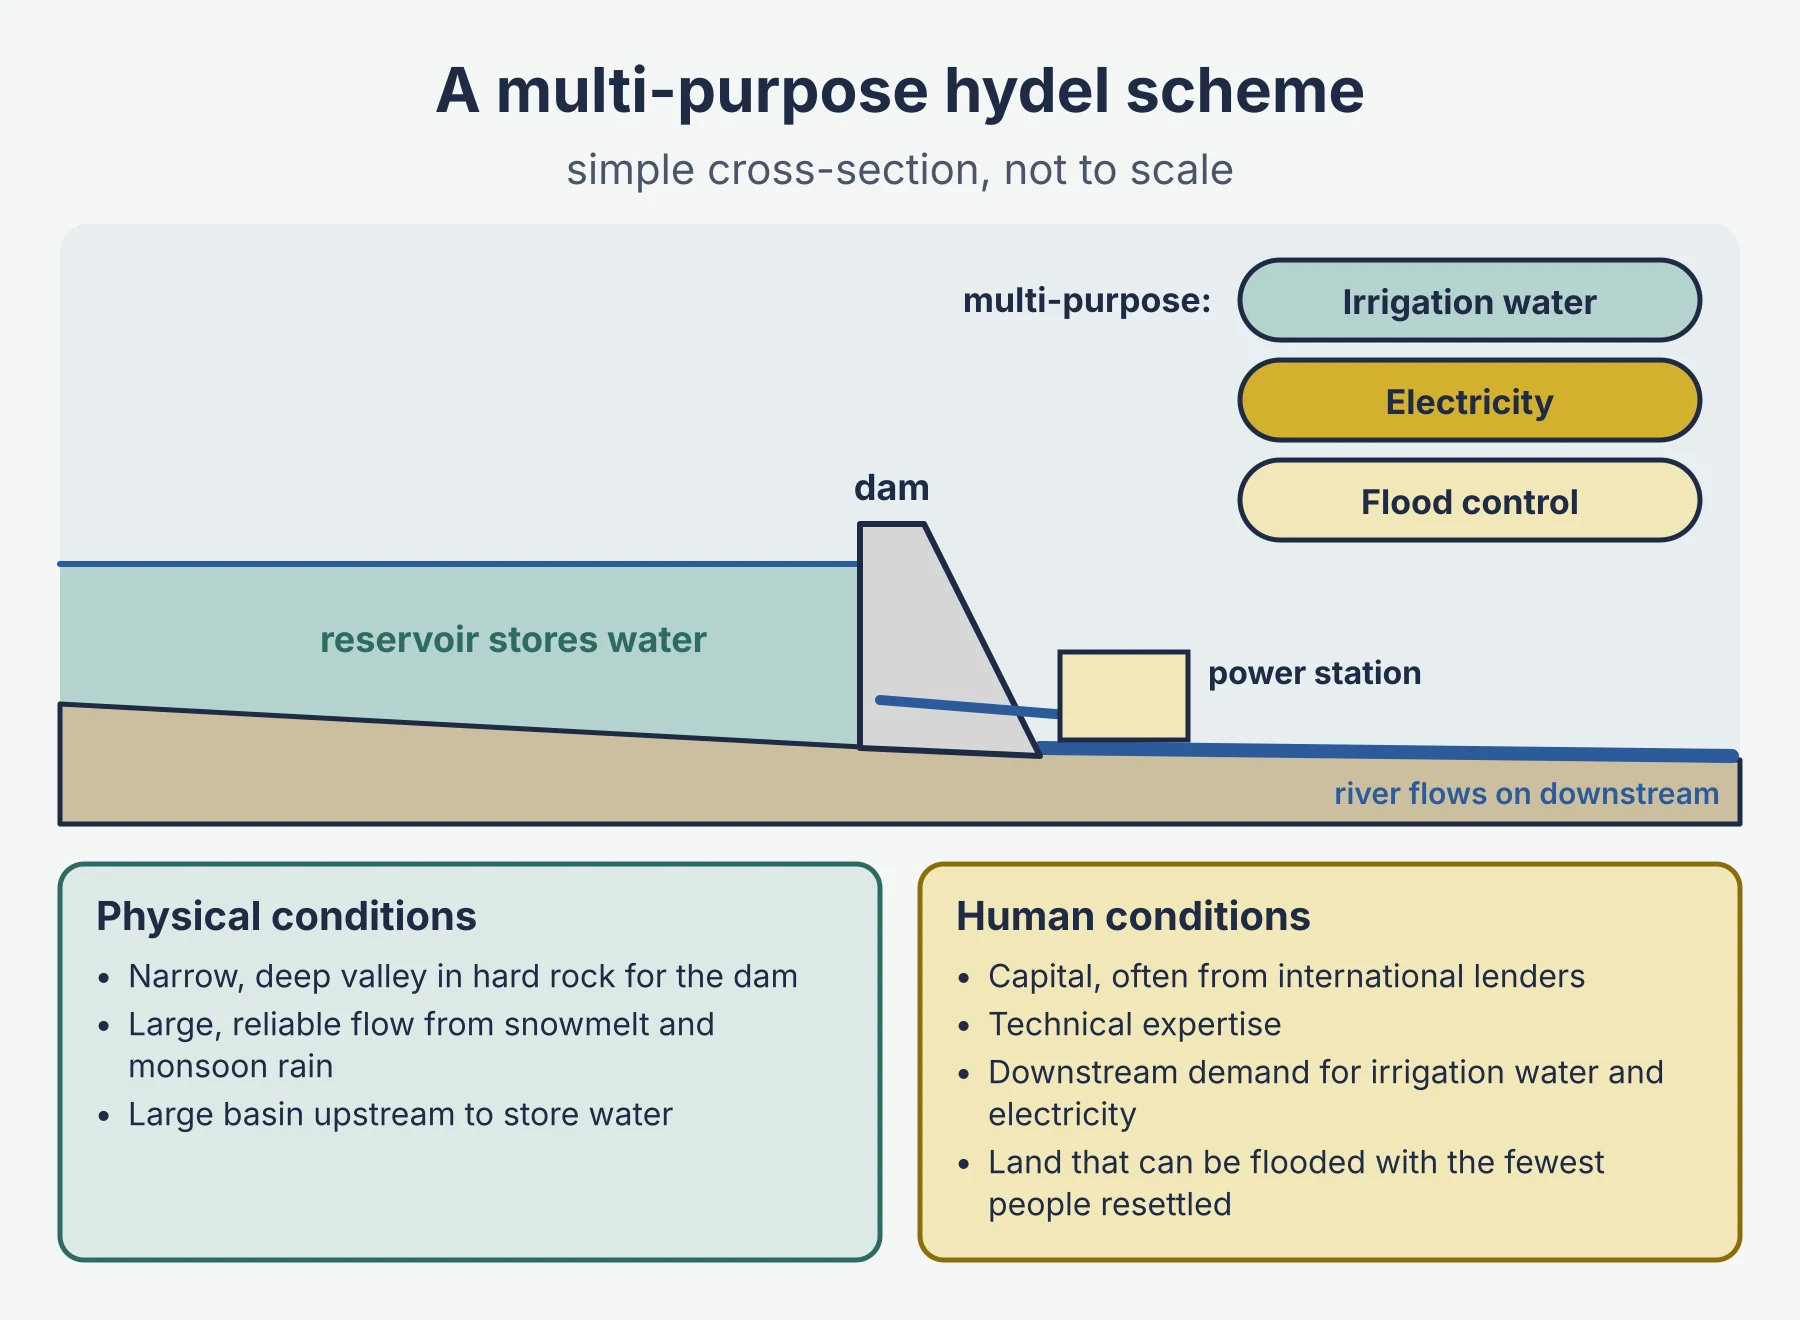 A multi-purpose hydel scheme
simple cross-section, not to scale
multi-purpose:
Irrigation water
Electricity
Flood control
dam
reservoir stores water
power station
river flows on downstream
Physical conditions
• Narrow, deep valley in hard rock for the dam
• Large, reliable flow from snowmelt and
monsoon rain
• Large basin upstream to store water
Human conditions
• Capital, often from international lenders
• Technical expertise
• Downstream demand for irrigation water and
electricity
• Land that can be flooded with the fewest
people resettled